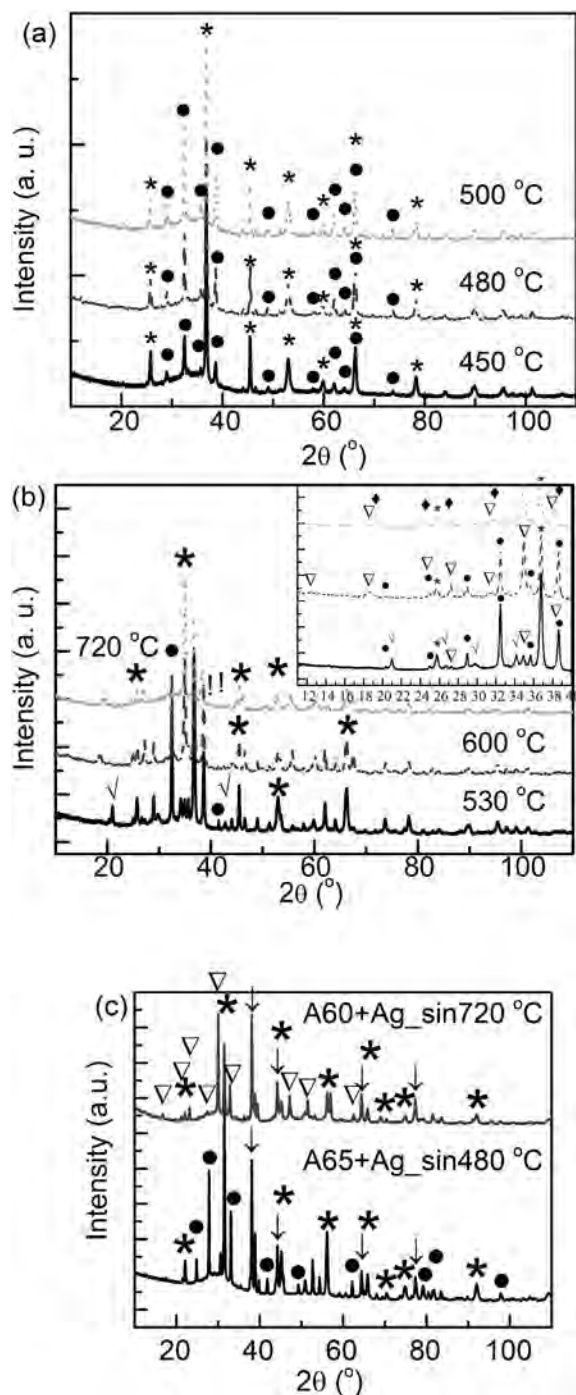 (a)
Intensity (a. u.)
500 °C
480 °C
450 °C
20 40 60 80 100
2θ (°)
(b)
Intensity (a. u.)
720 °C
! !
600 °C
530 °C
12 14 16 18 20 22 24 26 28 30 32 34 36 38 40
20 40 60 80 100
2θ (°)
(c)
Intensity (a.u.)
A60+Ag_sin720 °C
A65+Ag_sin480 °C
20 40 60 80 100
2θ (°)